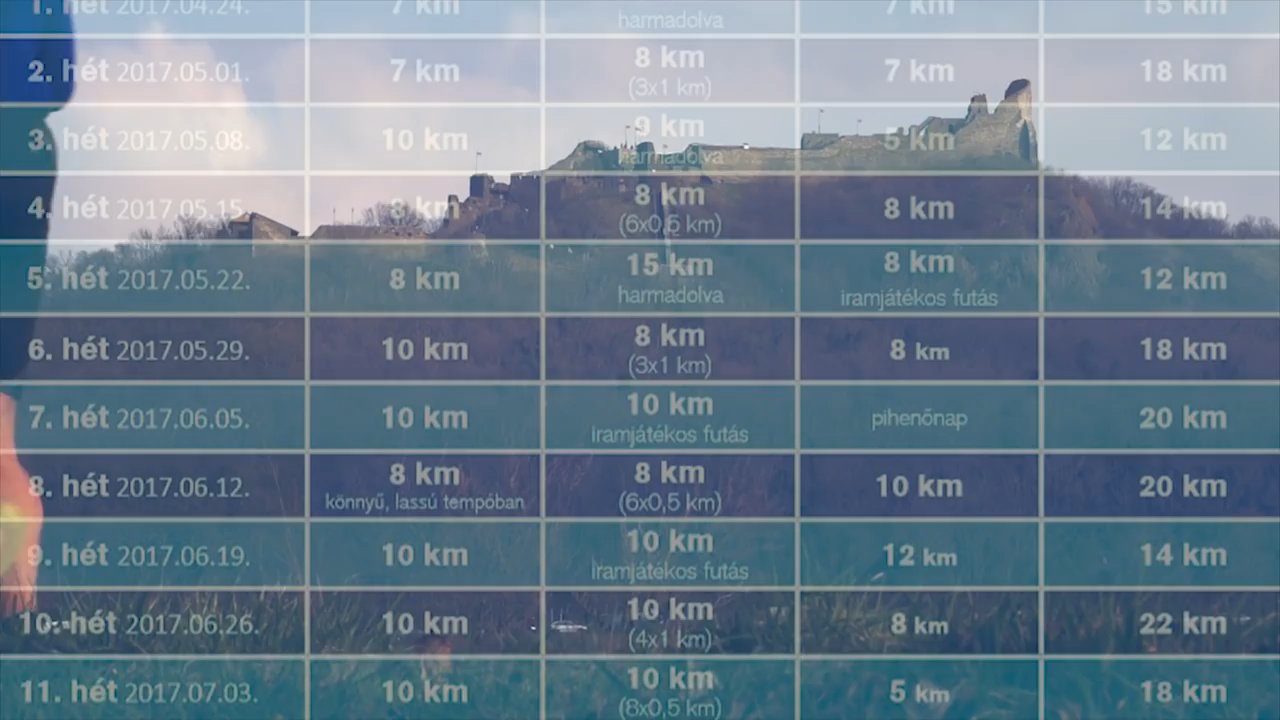 1. hét 2017.04.24. 7 km harmadolva 7 km 15 km
2. hét 2017.05.01. 7 km 8 km (3x1 km) 7 km 18 km
3. hét 2017.05.08. 10 km 9 km harmadolva 5 km 12 km
4. hét 2017.05.15. 8 km 8 km (6x0,5 km) 8 km 14 km
5. hét 2017.05.22. 8 km 15 km harmadolva 8 km iramjátékos futás 12 km
6. hét 2017.05.29. 10 km 8 km (3x1 km) 8 km 18 km
7. hét 2017.06.05. 10 km 10 km iramjátékos futás pihenőnap 20 km
8. hét 2017.06.12. 8 km könnyű, lassú tempóban 8 km (6x0,5 km) 10 km 20 km
9. hét 2017.06.19. 10 km 10 km iramjátékos futás 12 km 14 km
10. hét 2017.06.26. 10 km 10 km (4x1 km) 8 km 22 km
11. hét 2017.07.03. 10 km 10 km (8x0,5 km) 5 km 18 km